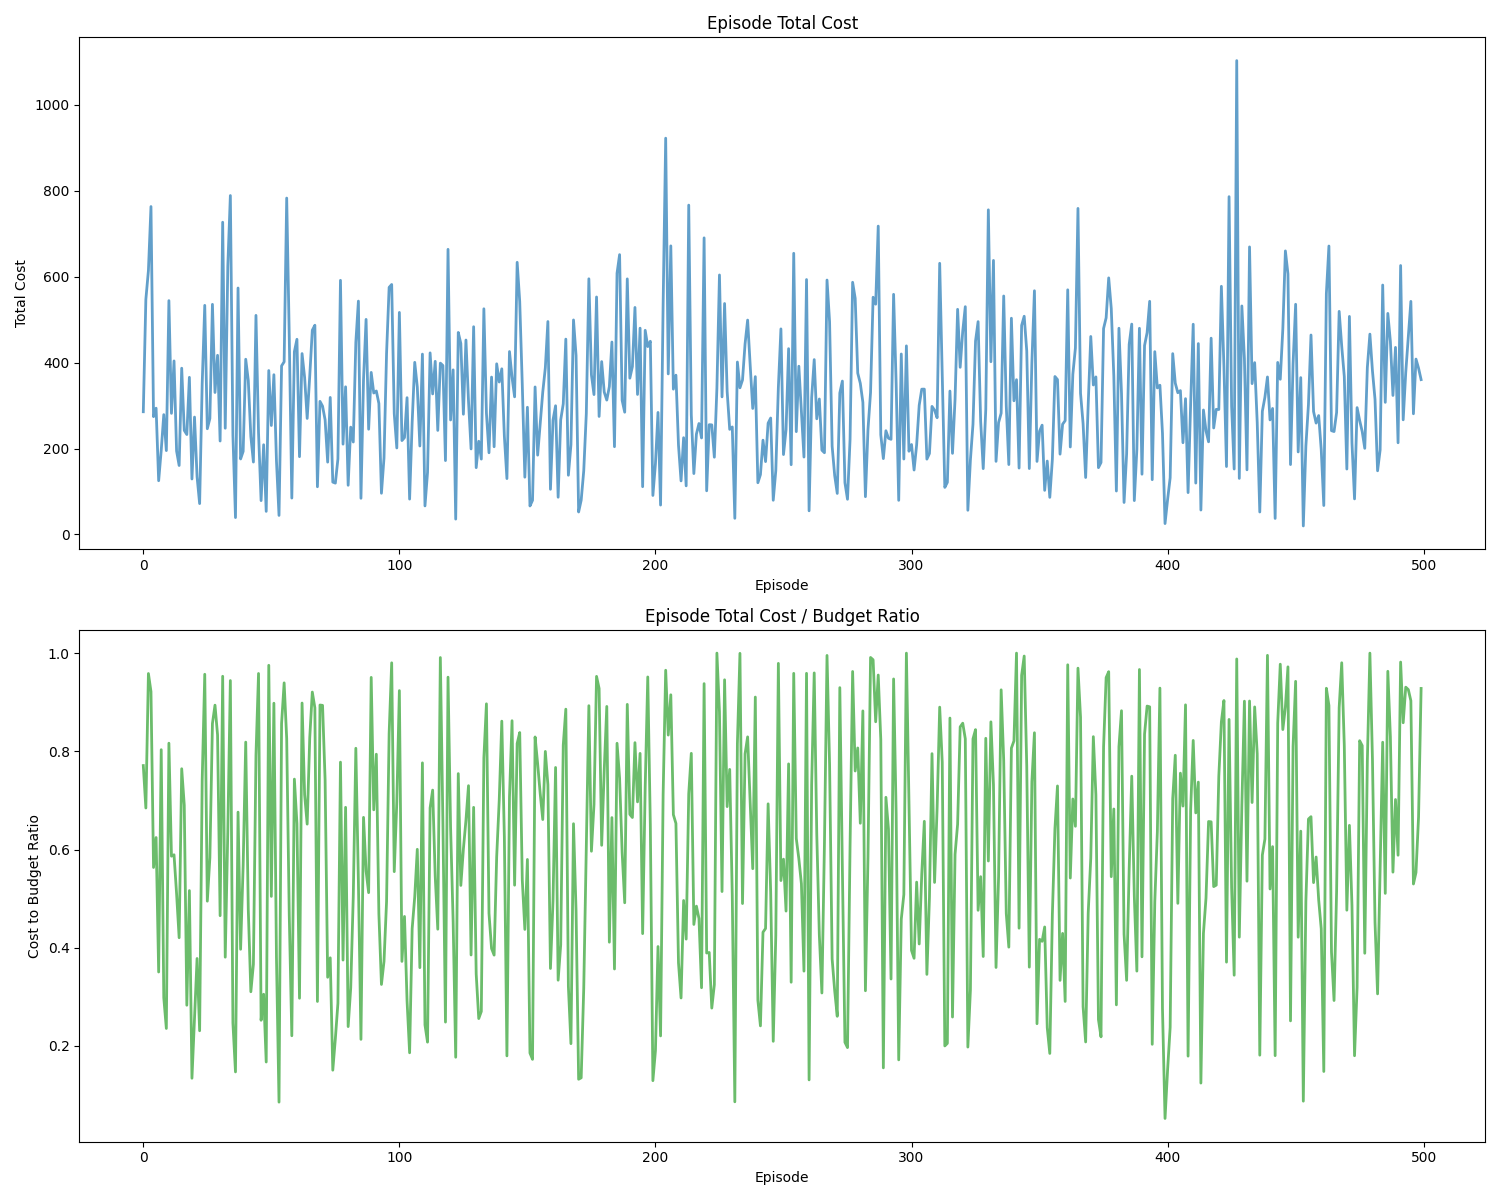 Episode Total Cost
Total Cost
1000
800
600
400
200
0
0 100 200 300 400 500
Episode
Episode Total Cost / Budget Ratio
Cost to Budget Ratio
1.0
0.8
0.6
0.4
0.2
0 100 200 300 400 500
Episode